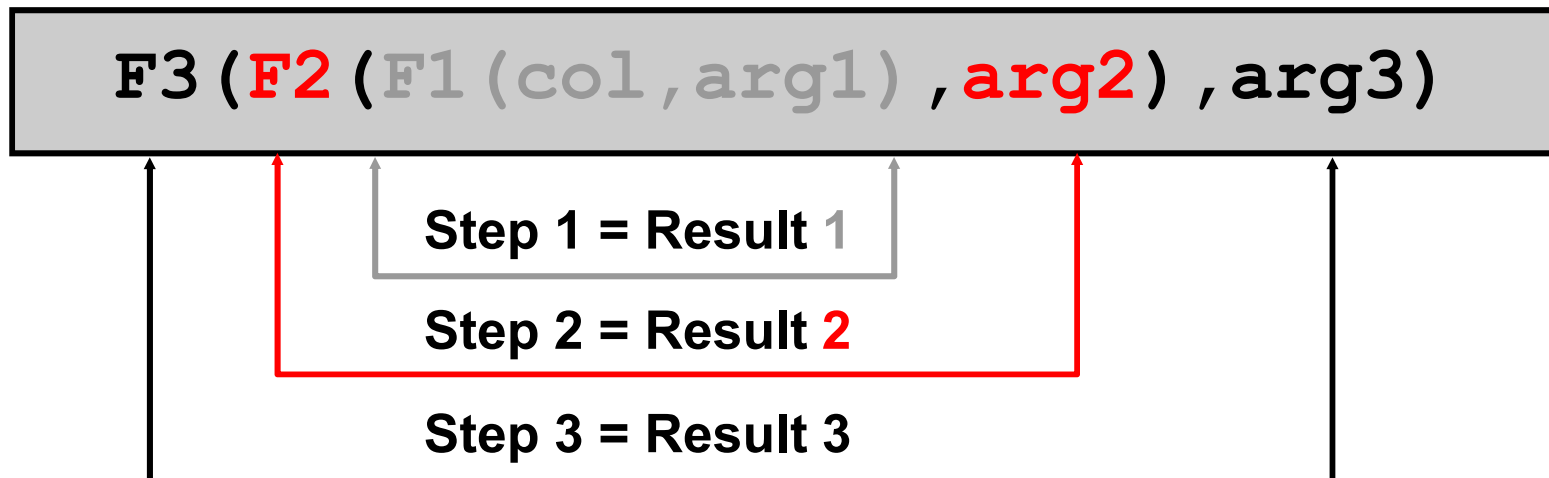 F3(F2(F1(col,arg1),arg2),arg3)
Step 1 = Result 1
Step 2 = Result 2
Step 3 = Result 3